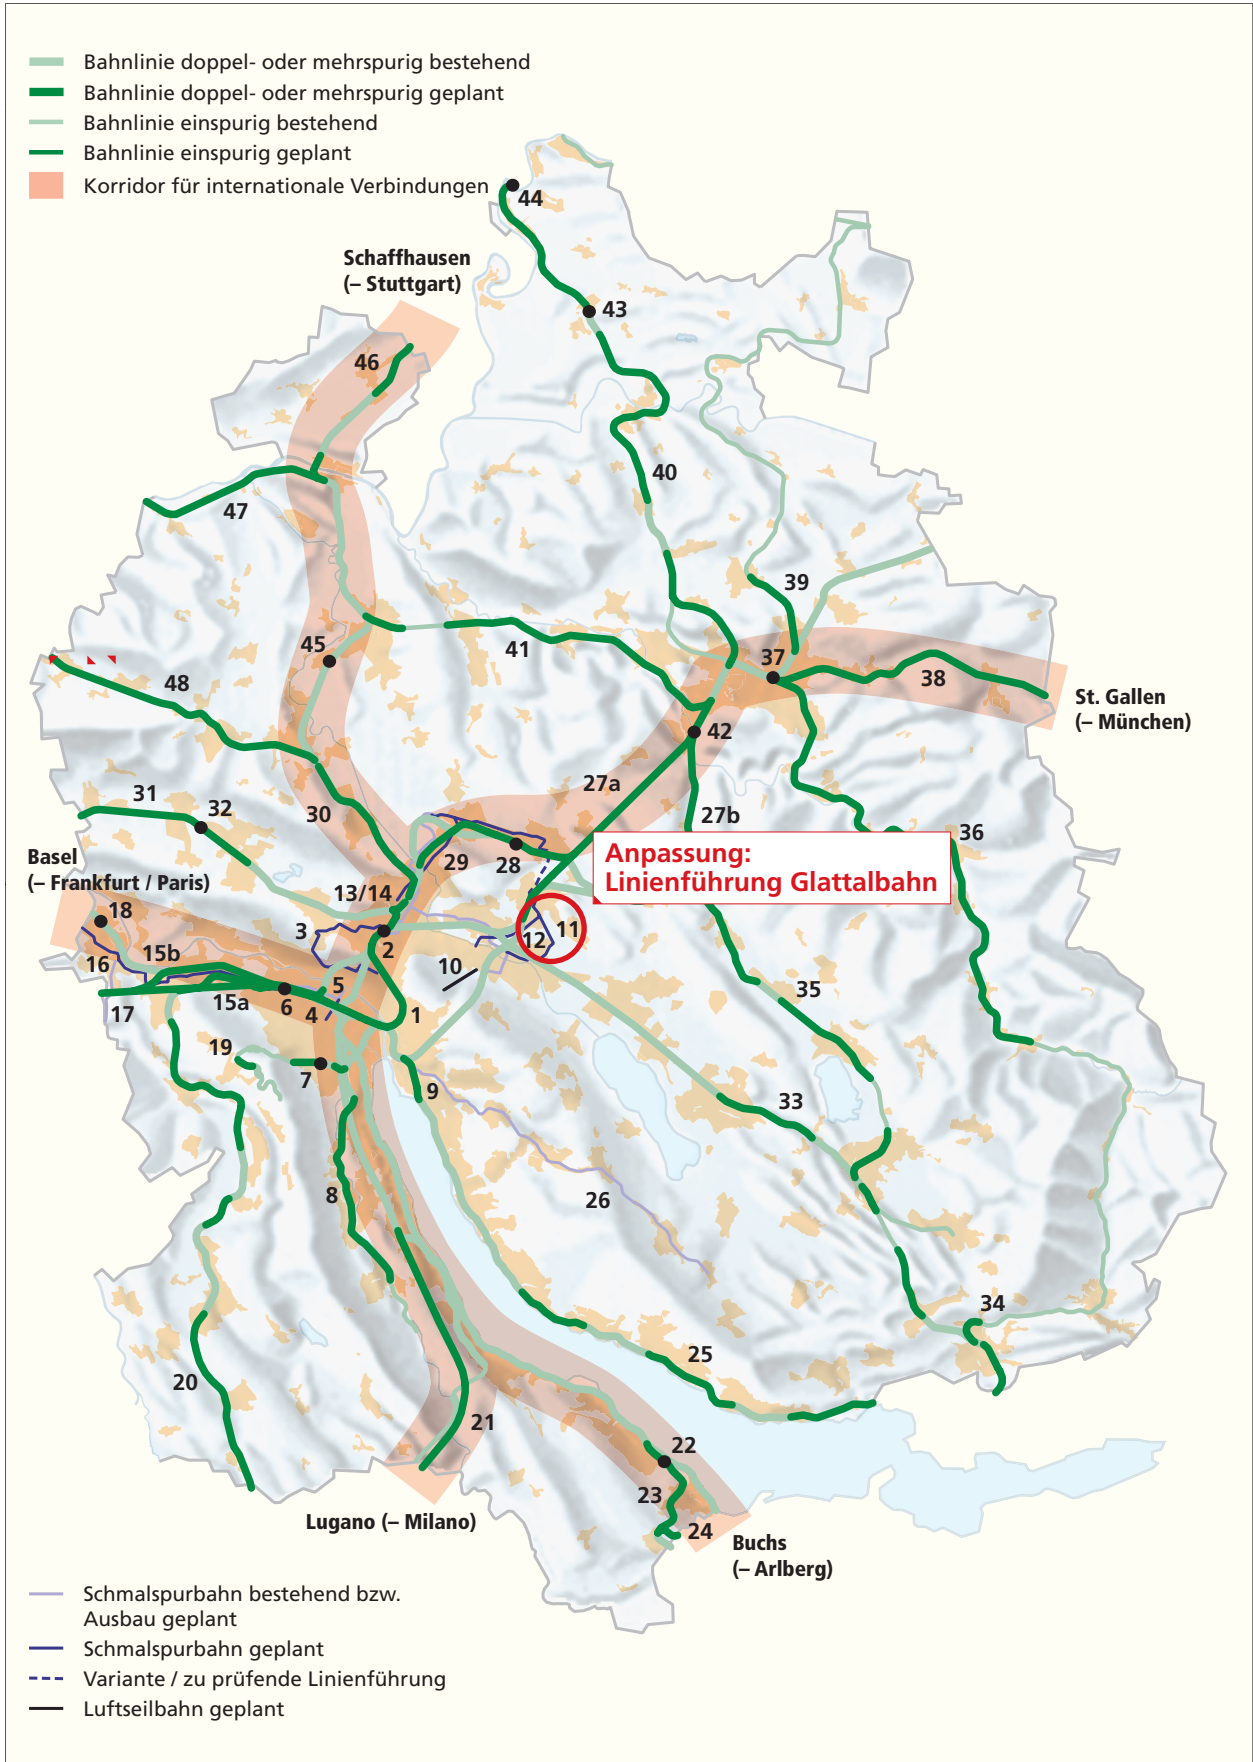 Bahnlinie doppel- oder mehrspurig bestehend
Bahnlinie doppel- oder mehrspurig geplant
Bahnlinie einspurig bestehend
Bahnlinie einspurig geplant
Korridor für internationale Verbindungen
44
Schaffhausen
(– Stuttgart)
43
46
40
47
39
41
45
37
38
48
St. Gallen
(– München)
42
27a
31
32
30
27b
36
Basel
(– Frankfurt / Paris)
29
28
Anpassung:
Linienführung Glattalbahn
13/14
18
3
2
12
11
15b
16
10
5
35
17
15a
6
4
1
19
7
9
33
8
26
34
25
20
21
22
23
24
Lugano (– Milano)
Buchs
(– Arlberg)
Schmalspurbahn bestehend bzw.
Ausbau geplant
Schmalspurbahn geplant
Variante / zu prüfende Linienführung
Luftseilbahn geplant